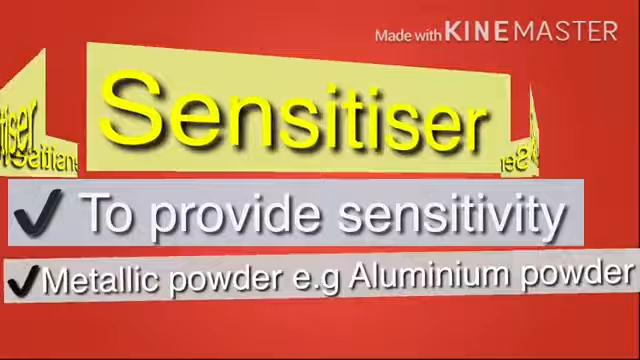 Made with KINEMASTER
Sensitiser
✓ To provide sensitivity
✓ Metallic powder e.g Aluminium powder